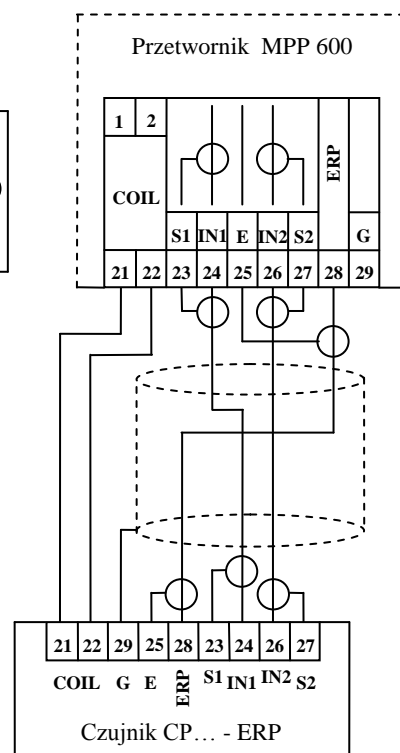 Przetwornik MPP 600
1 2
COIL
ERP
S1 IN1 E IN2 S2 G
21 22 23 24 25 26 27 28 29
21 22 29 25 28 23 24 26 27
COIL G E ERP S1 IN1 IN2 S2
Czujnik CP... - ERP